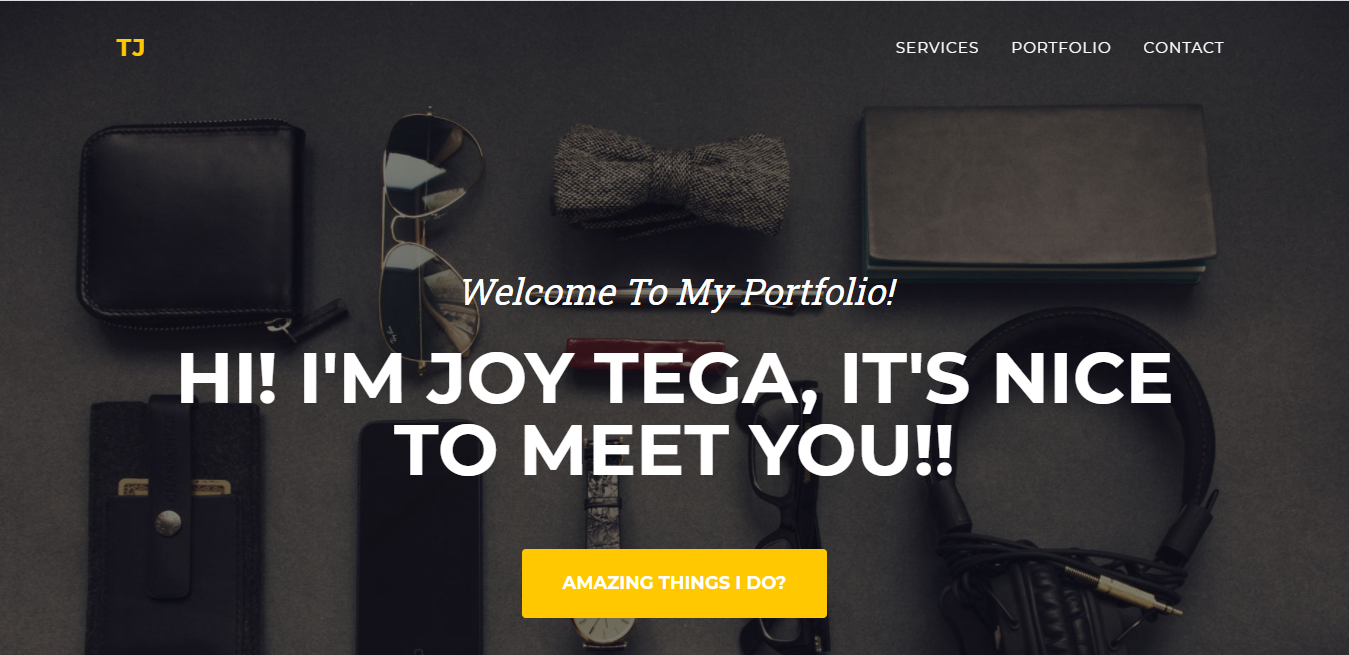 TJ
SERVICES
PORTFOLIO
CONTACT
Welcome To My Portfolio!
HI! I'M JOY TEGA, IT'S NICE
TO MEET YOU!!
AMAZING THINGS I DO?